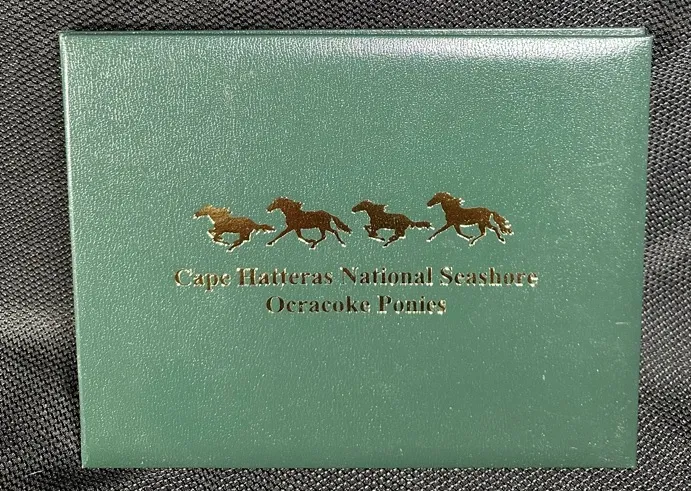 Cape Hatteras National Seashore
Ocracoke Ponies